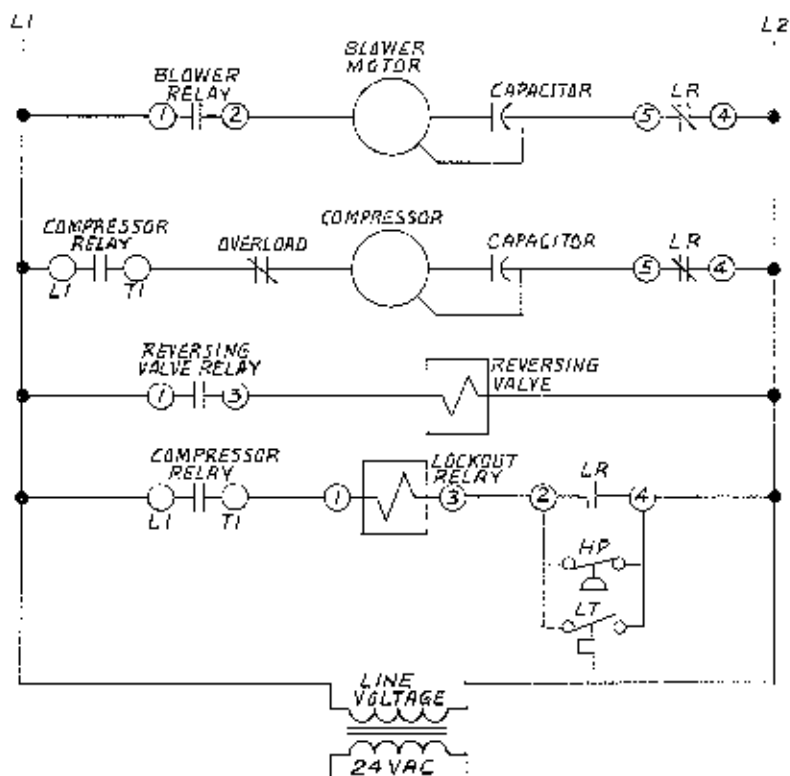 L1
L2
BLOWER
MOTOR
BLOWER
RELAY
CAPACITOR
LR
1
2
5
4
COMPRESSOR
RELAY
OVERLOAD
COMPRESSOR
CAPACITOR
LR
L1
T1
5
4
REVERSING
VALVE RELAY
REVERSING
VALVE
1
3
COMPRESSOR
RELAY
LOCKOUT
RELAY
LR
L1
T1
1
3
2
4
HP
LT
LINE
VOLTAGE
24 VAC